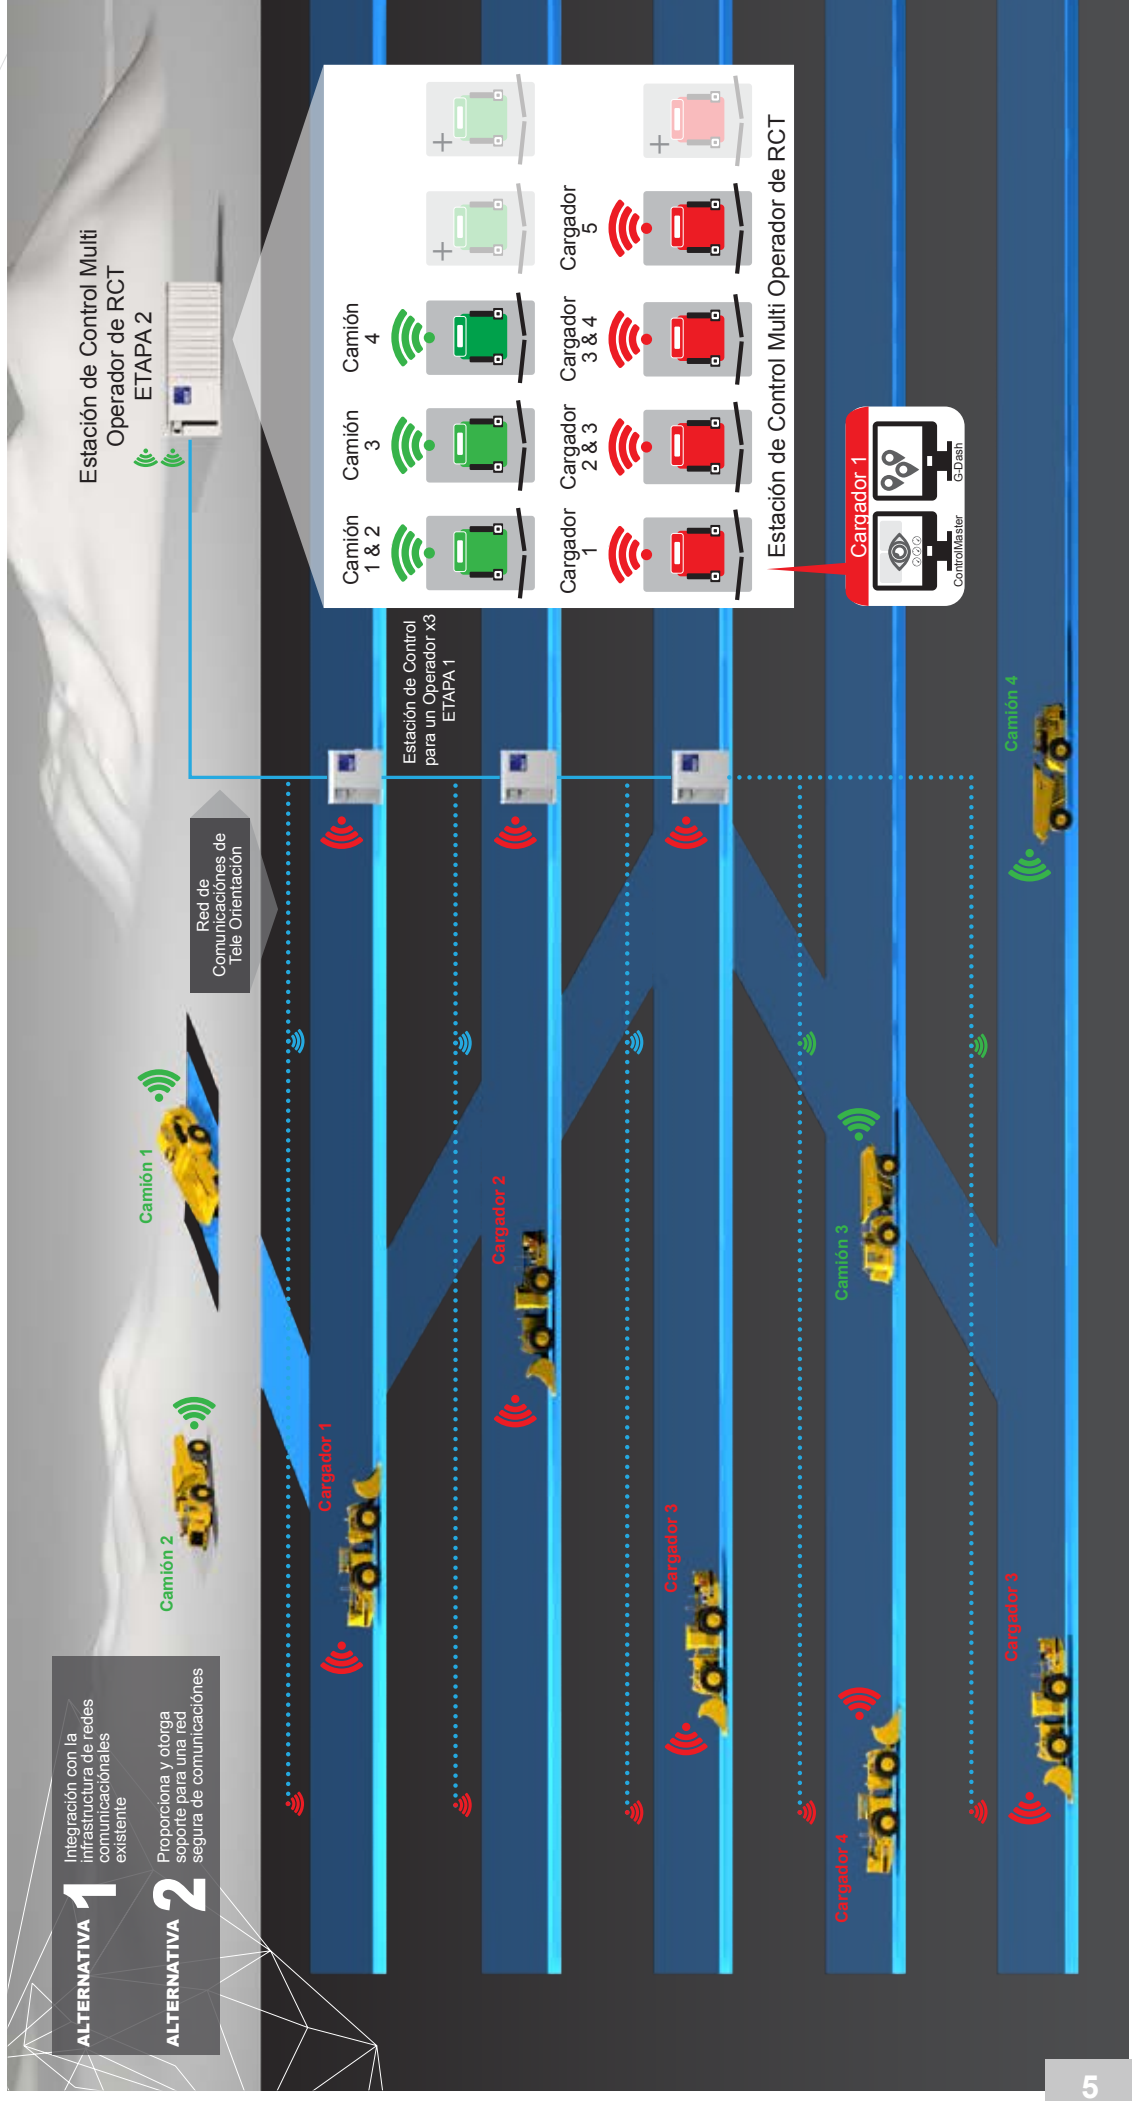 ALTERNATIVA 1
Integración con la
infrastructura de redes
comunicacionales
existente
ALTERNATIVA 2
Proporciona y otorga
soporte para una red
segura de comunicaciónes
Camión 2
Camión 1
Red de
Comunicaciónes de
Tele Orientación
Estación de Control Multi
Operador de RCT
ETAPA 2
Cargador 1
Cargador 2
Cargador 3
Cargador 4
Camión 3
Cargador 3
Camión 4
Estación de Control
para un Operador x3
ETAPA 1
Camión
1 & 2
Camión
3
Camión
4
Cargador
1
Cargador
2 & 3
Cargador
3 & 4
Cargador
5
Estación de Control Multi Operador de RCT
Cargador 1
ControlMaster
G-Dash
5